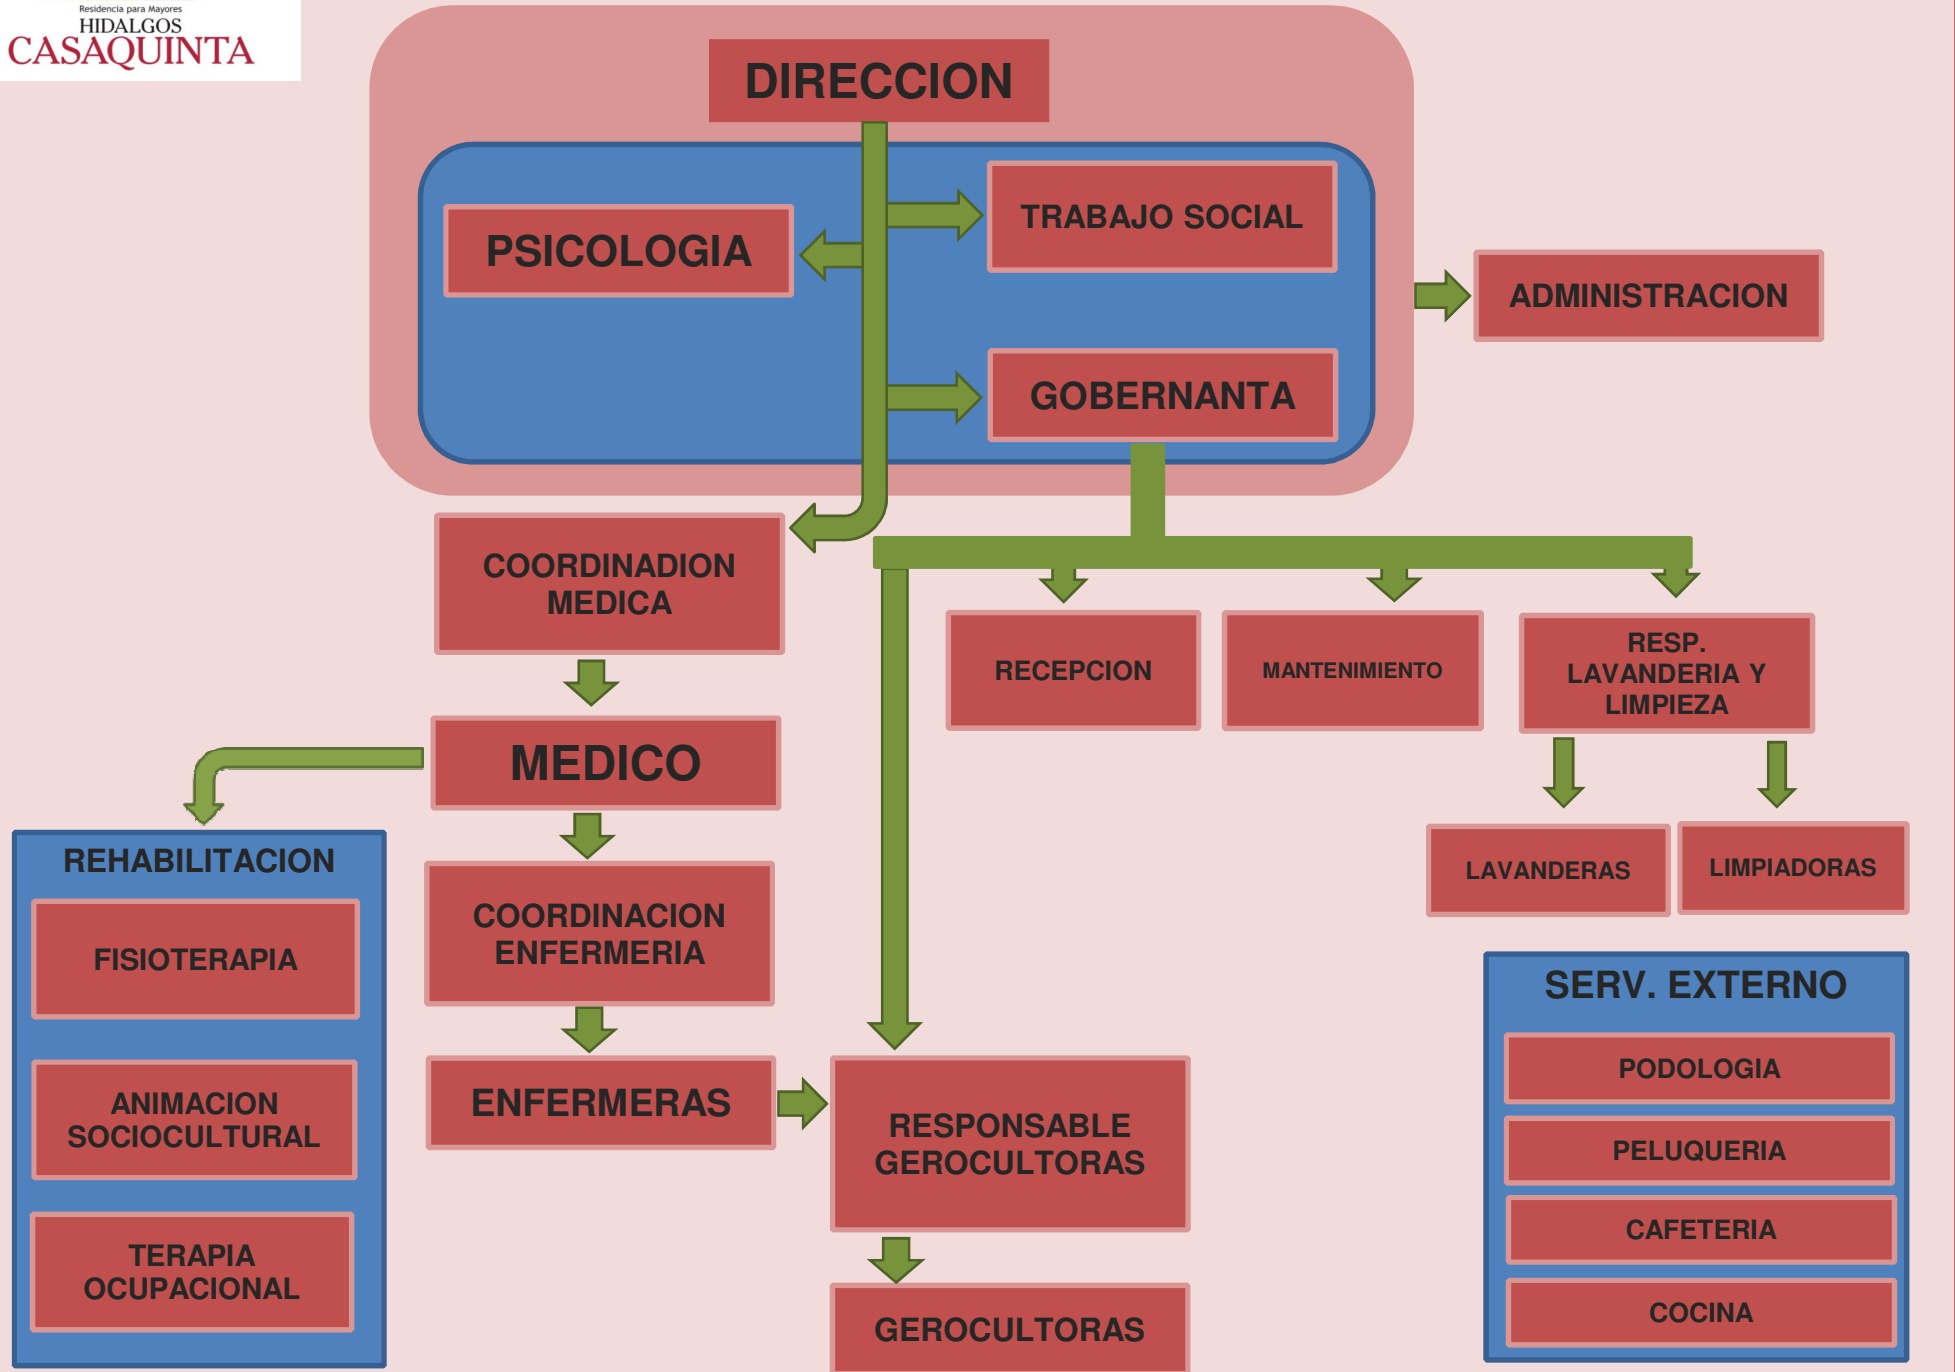 Residencia para Mayores
HIDALGOS
CASAQUINTA
DIRECCION
PSICOLOGIA
TRABAJO SOCIAL
ADMINISTRACION
GOBERNANTA
COORDINADION
MEDICA
RECEPCION
MANTENIMIENTO
RESP.
LAVANDERIA Y
LIMPIEZA
MEDICO
LAVANDERAS
LIMPIADORAS
REHABILITACION
FISIOTERAPIA
ANIMACION
SOCIOCULTURAL
TERAPIA
OCUPACIONAL
COORDINACION
ENFERMERIA
ENFERMERAS
RESPONSABLE
GEROCULTORAS
GEROCULTORAS
SERV. EXTERNO
PODOLOGIA
PELUQUERIA
CAFETERIA
COCINA